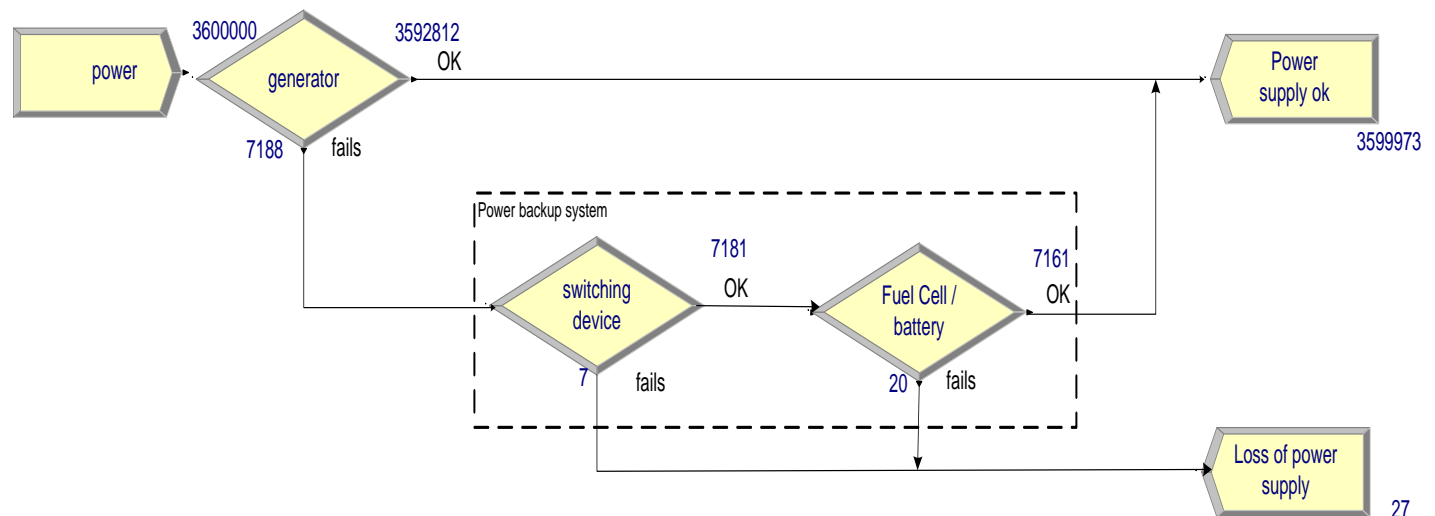 3600000
3592812
OK
power
generator
Power
supply ok
7188
fails
3599973
Power backup system
7181
7161
OK
OK
switching
device
Fuel Cell /
battery
7
fails
20
fails
Loss of power
supply
27